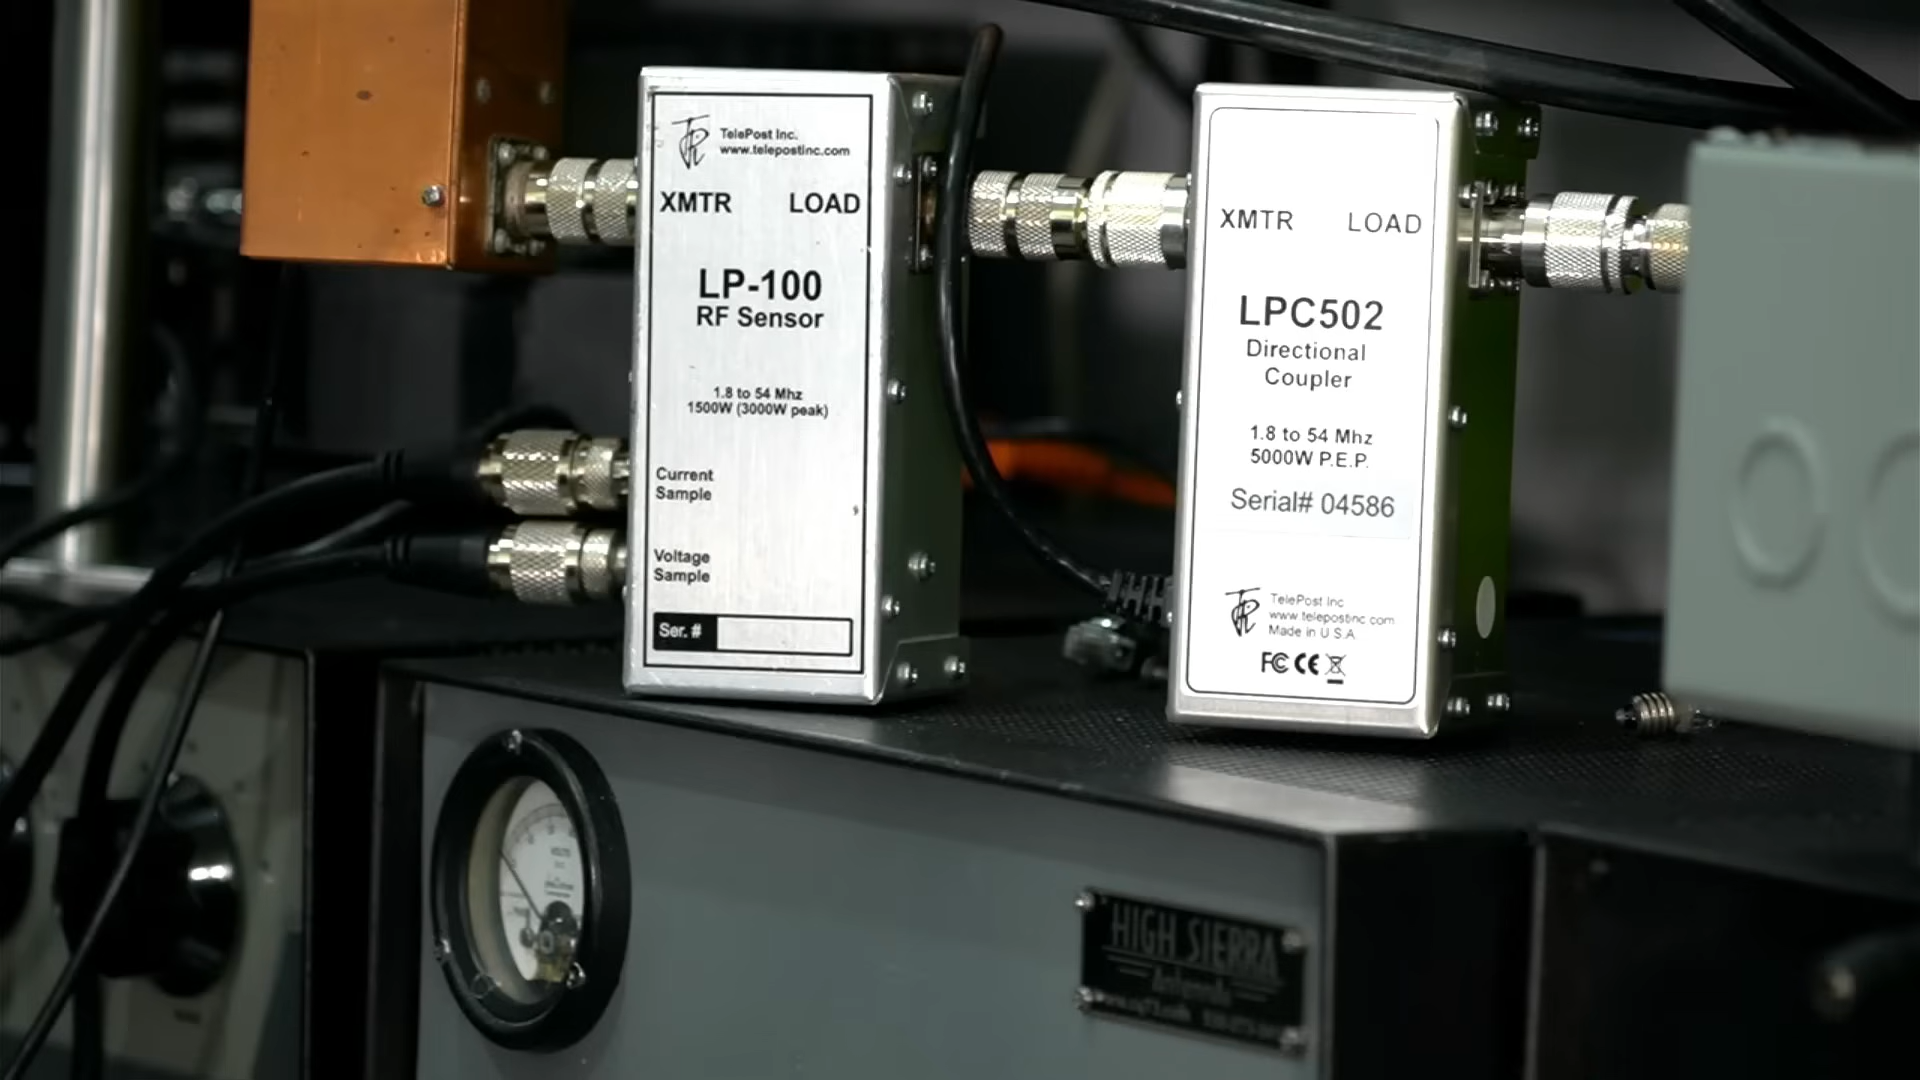 TelePost Inc.
www.telepostinc.com
XMTR LOAD
LP-100
RF Sensor
1.8 to 54 Mhz
1500W (3000W peak)
Current
Sample
Voltage
Sample
Ser. #
XMTR LOAD
LPC502
Directional
Coupler
1.8 to 54 Mhz
5000W P.E.P.
Serial# 04586
TelePost Inc
www.telepostinc.com
Made in U.S.A
FC CE
VOLTS
HIGH SIERRA
Antennas